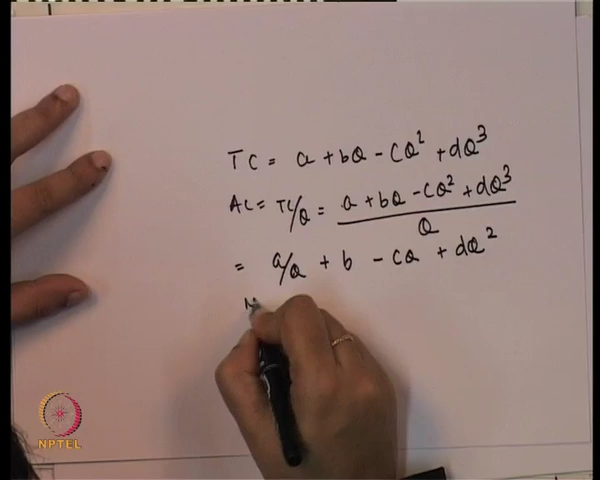 TC = a + bQ - CQ² + dQ³
AC = TC/Q = a + bQ - CQ² + dQ³ / Q
= a/Q + b - CQ + dQ²
NPTEL